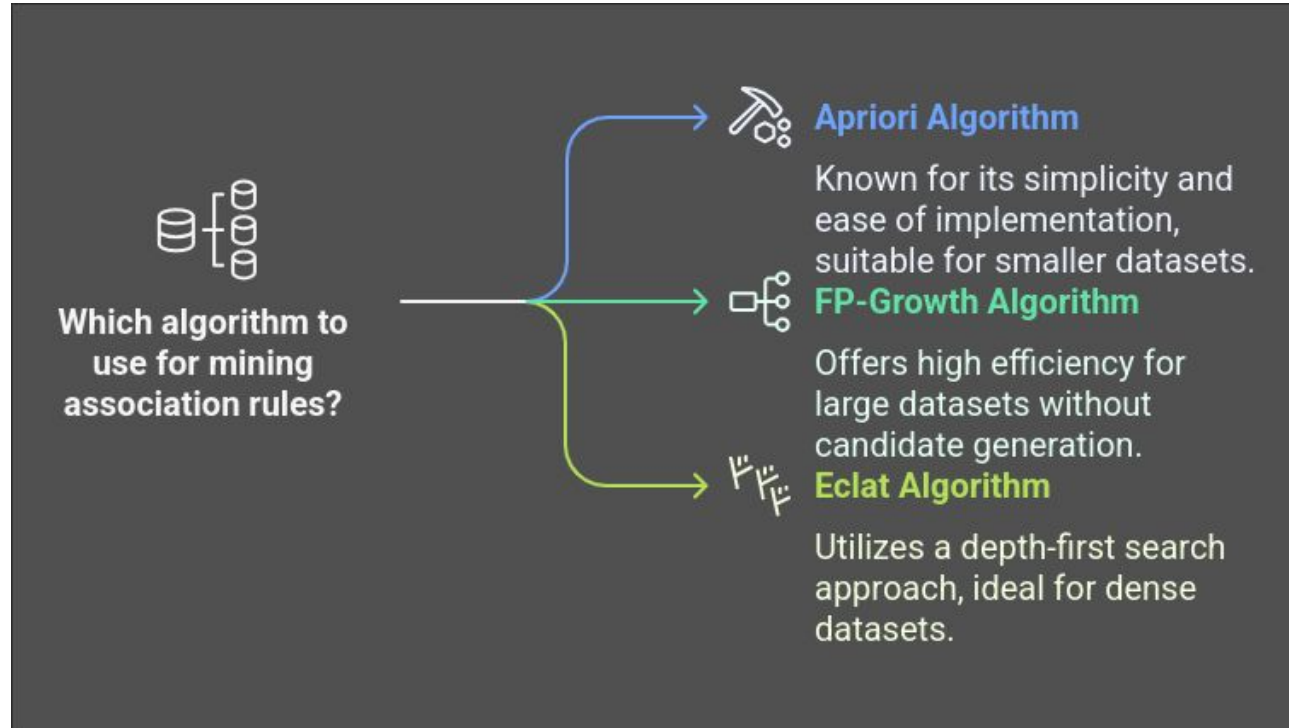 Which algorithm to
use for mining
association rules?
Apriori Algorithm
Known for its simplicity and
ease of implementation,
suitable for smaller datasets.
FP-Growth Algorithm
Offers high efficiency for
large datasets without
candidate generation.
Eclat Algorithm
Utilizes a depth-first search
approach, ideal for dense
datasets.